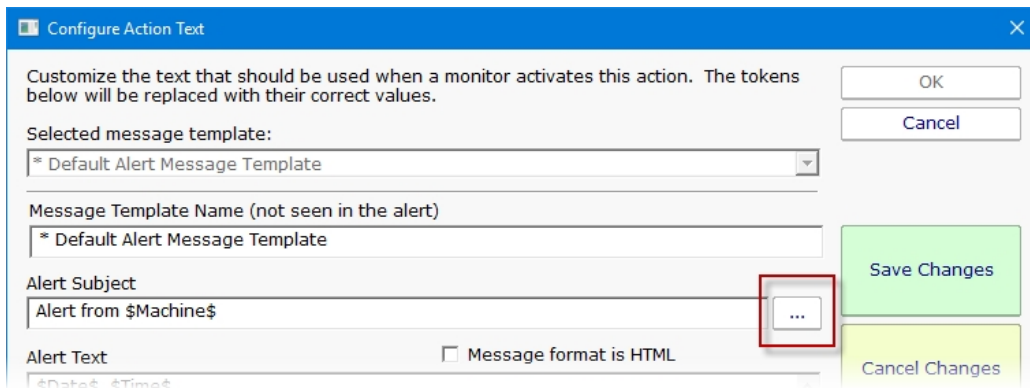 Configure Action Text
Customize the text that should be used when a monitor activates this action. The tokens
below will be replaced with their correct values.
OK
Cancel
Selected message template:
* Default Alert Message Template
Message Template Name (not seen in the alert)
* Default Alert Message Template
Save Changes
Alert Subject
Alert from $Machine$
...
Alert Text
Message format is HTML
Cancel Changes
$Date$ $Time$